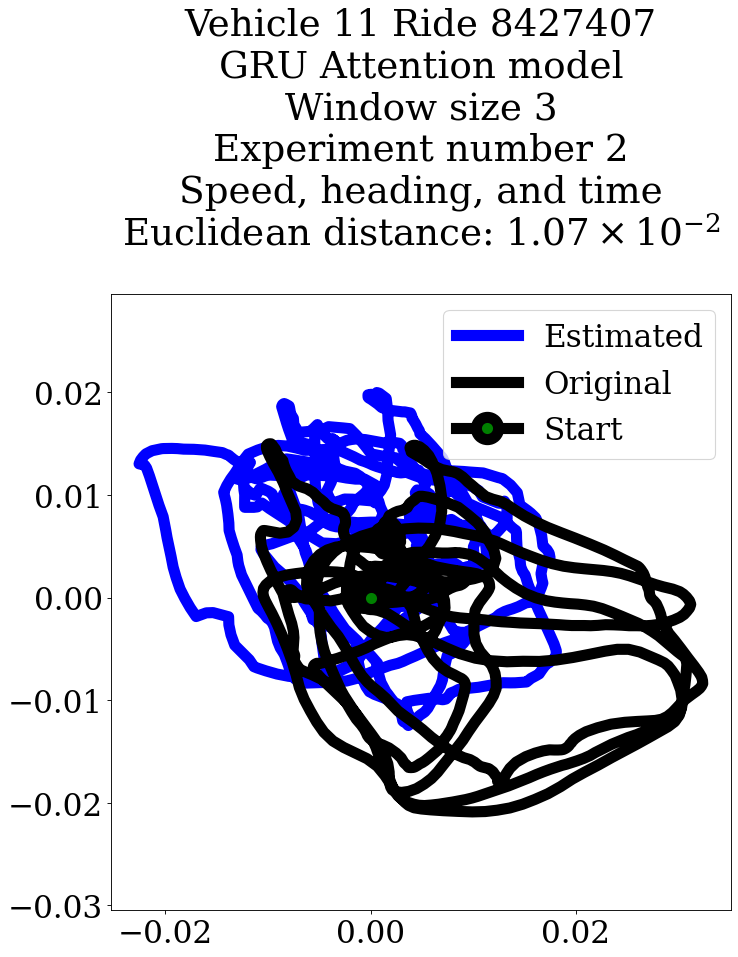 Vehicle 11 Ride 8427407
GRU Attention model
Window size 3
Experiment number 2
Speed, heading, and time
Euclidean distance: 1.07 × 10⁻²
Estimated
Original
Start
0.02
0.01
0.00
−0.01
−0.02
−0.03
−0.02 0.00 0.02